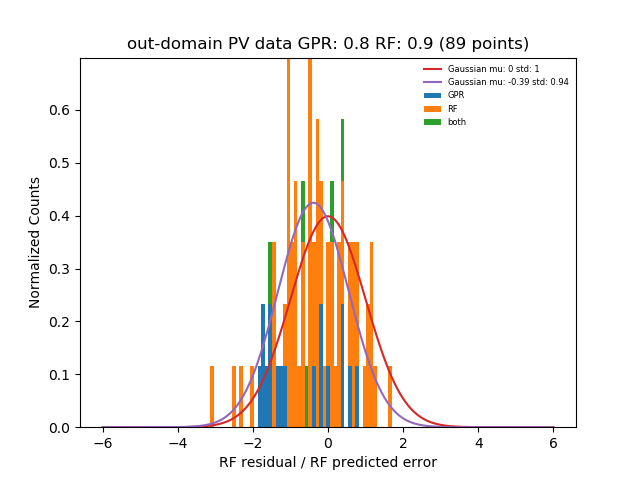 out-domain PV data GPR: 0.8 RF: 0.9 (89 points)
Gaussian mu: 0 std: 1
Gaussian mu: -0.39 std: 0.94
GPR
RF
both
Normalized Counts
0.6
0.5
0.4
0.3
0.2
0.1
0.0
−6 −4 −2 0 2 4 6
RF residual / RF predicted error